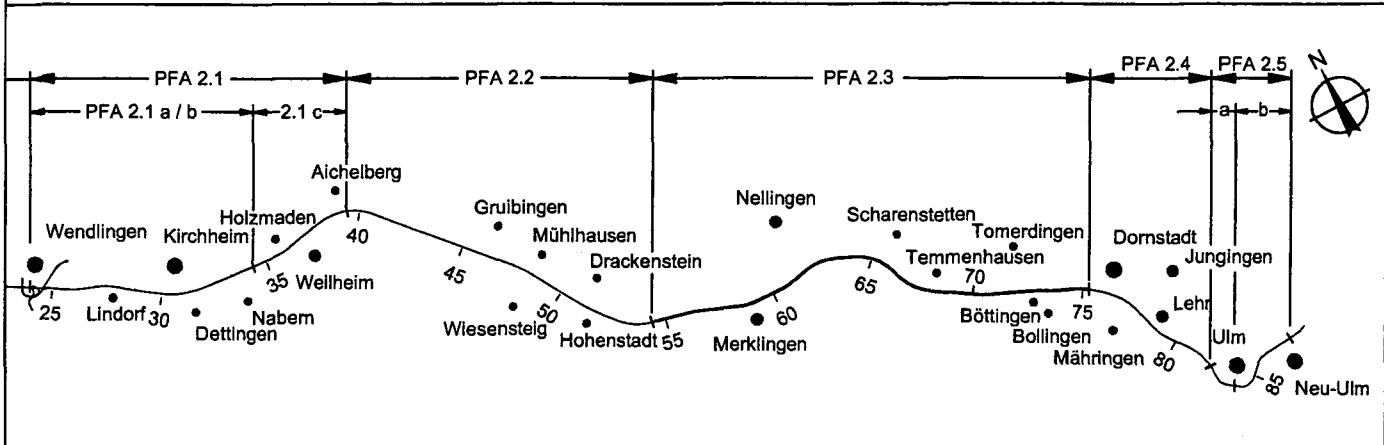 N
PFA 2.1
PFA 2.2
PFA 2.3
PFA 2.4
PFA 2.5
PFA 2.1 a / b
2.1 c
a
b
Aichelberg
Wendlingen
Kirchheim
Holzmaden
Weilheim
Lindorf
Dettingen
Nabern
Gruibingen
Mühlhausen
Drackenstein
Wiesensteig
Hohenstadt
Nellingen
Merklingen
Scharenstetten
Temmenhausen
Tomerdingen
Böttingen
Bollingen
Mähringen
Dornstadt
Jungingen
Lehr
Ulm
Neu-Ulm
25
30
35
40
45
50
55
60
65
70
75
80
85